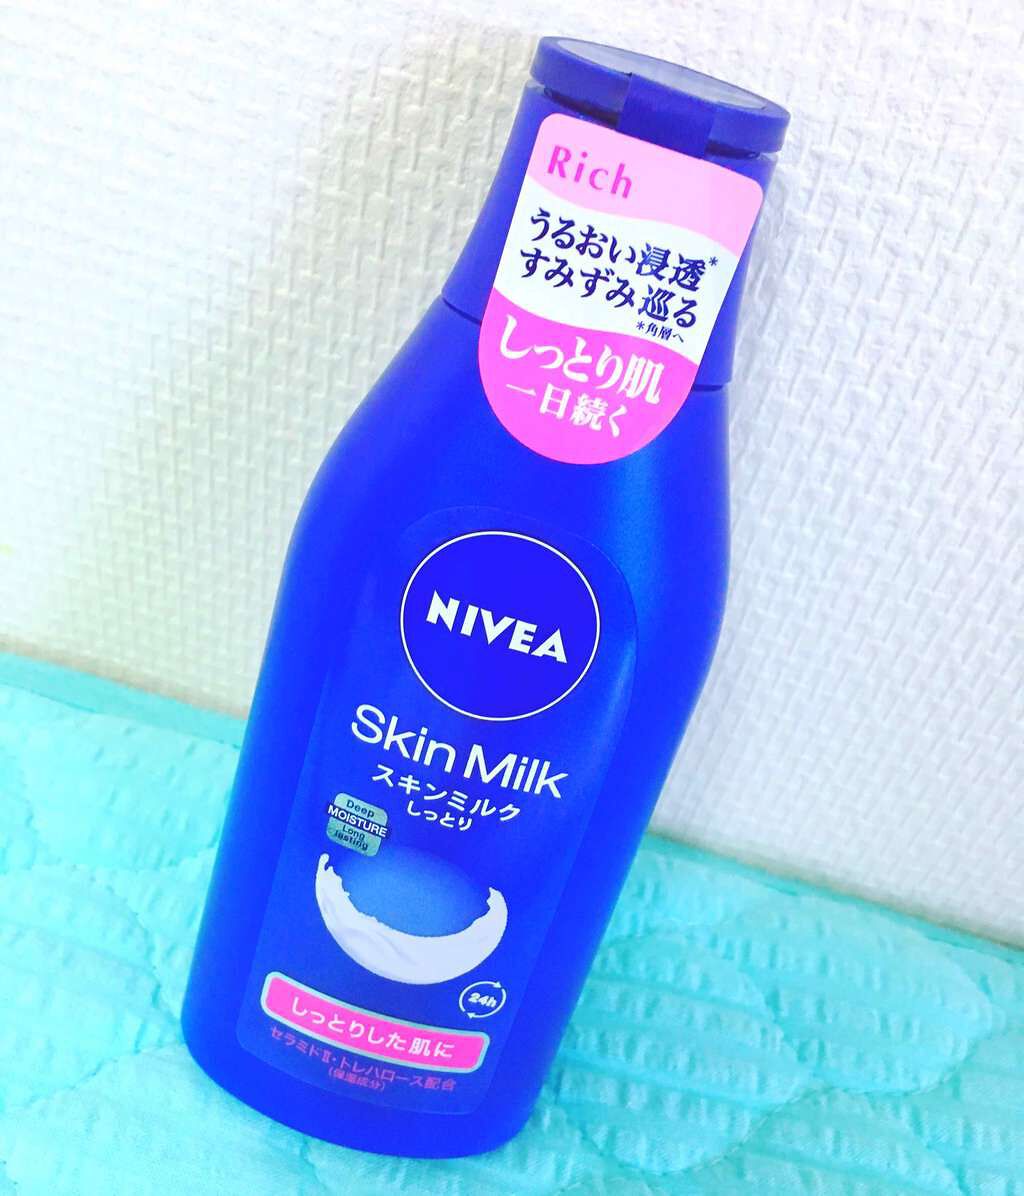 Rich
うるおい浸透*
すみずみ巡る
*角層へ
しっとり肌
一日続く
NIVEA
Skin Milk
スキンミルク
しっとり
Deep
MOISTURE
Long
lasting
24h
しっとりした肌に
セラミドⅡ・トレハロース配合
(保湿成分)